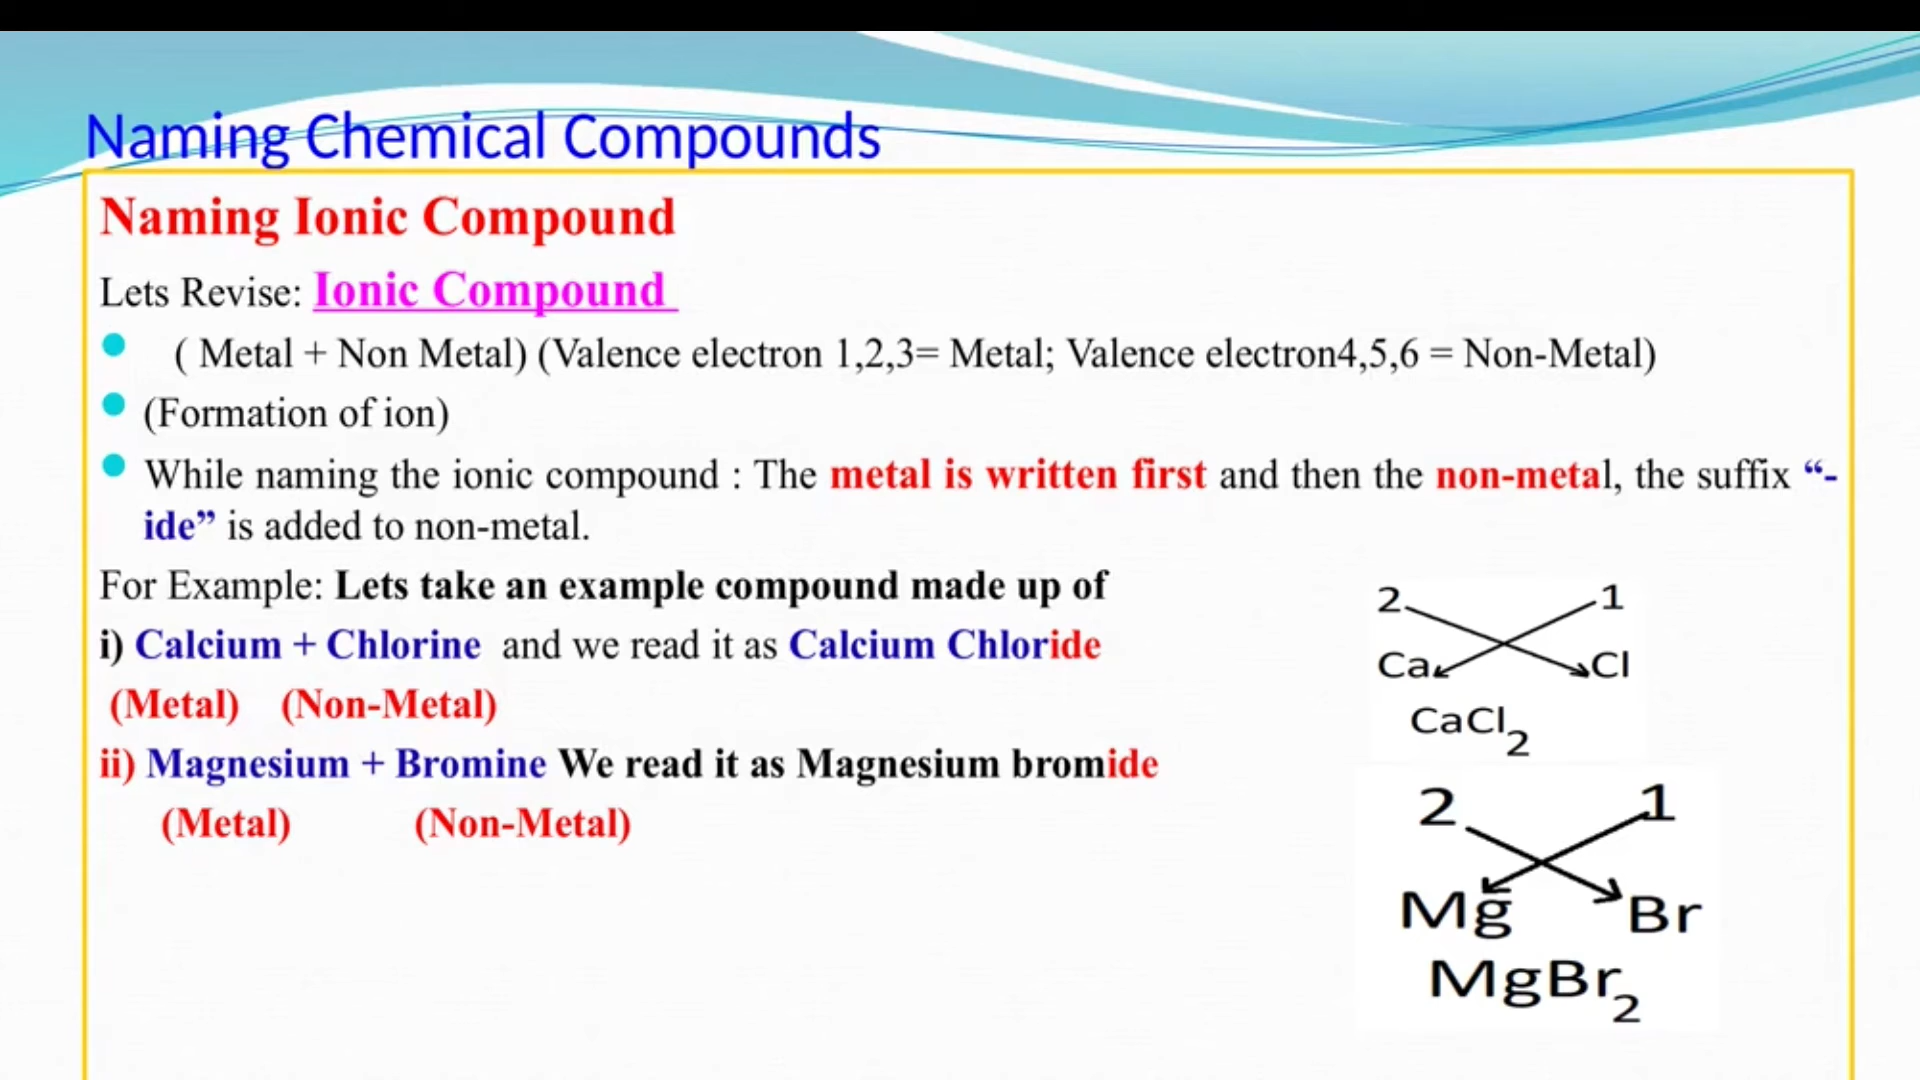 Naming Chemical Compounds
Naming Ionic Compound
Lets Revise: Ionic Compound
( Metal + Non Metal) (Valence electron 1,2,3= Metal; Valence electron4,5,6 = Non-Metal)
(Formation of ion)
While naming the ionic compound : The metal is written first and then the non-metal, the suffix “-
ide” is added to non-metal.
For Example: Lets take an example compound made up of
i) Calcium + Chlorine and we read it as Calcium Chloride
(Metal) (Non-Metal)
ii) Magnesium + Bromine We read it as Magnesium bromide
(Metal) (Non-Metal)
2 1
Ca Cl
CaCl2
2 1
Mg Br
MgBr2